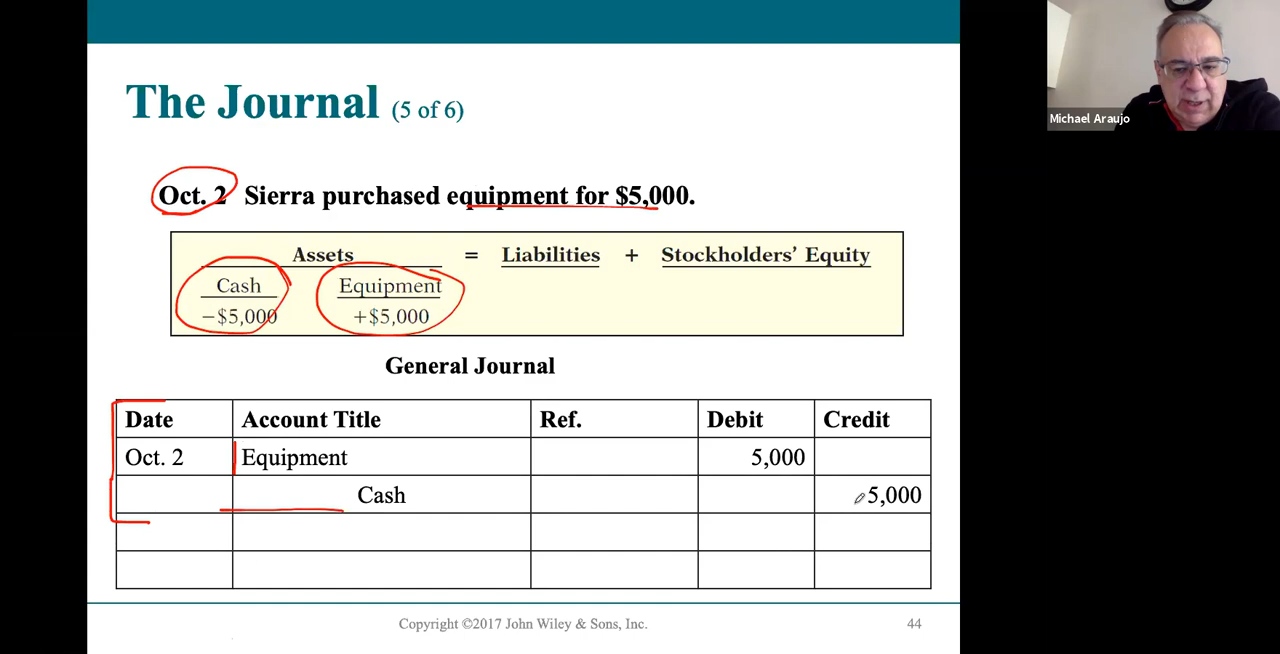 The Journal (5 of 6)
Michael Araujo
Oct. 2 Sierra purchased equipment for $5,000.
Assets = Liabilities + Stockholders' Equity
Cash Equipment
−$5,000 +$5,000
General Journal
Date Account Title Ref. Debit Credit
Oct. 2 Equipment 5,000
Cash 5,000
Copyright ©2017 John Wiley & Sons, Inc. 44